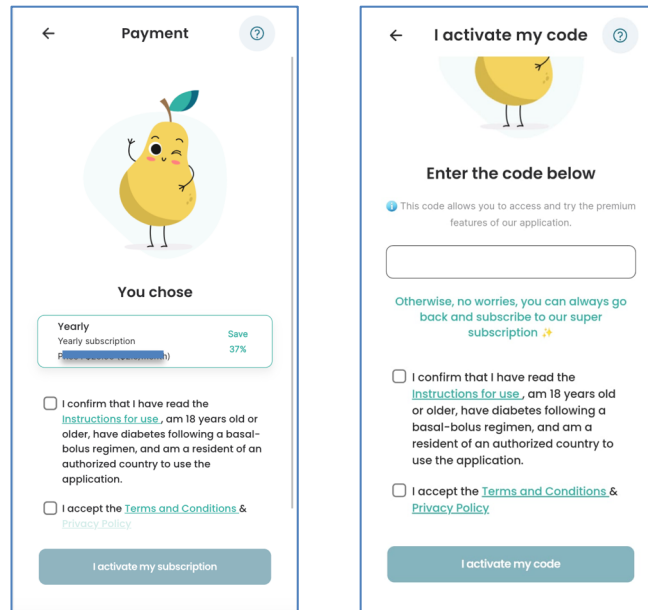 Payment
You chose
Yearly
Yearly subscription
Save
37%
I confirm that I have read the
Instructions for use , am 18 years old or
older, have diabetes following a basal-
bolus regimen, and am a resident of an
authorized country to use the
application.
I accept the Terms and Conditions &
Privacy Policy
I activate my subscription
I activate my code
Enter the code below
This code allows you to access and try the premium
features of our application.
Otherwise, no worries, you can always go
back and subscribe to our super
subscription ✨
I confirm that I have read the
Instructions for use , am 18 years old
or older, have diabetes following a
basal-bolus regimen, and am a
resident of an authorized country to
use the application.
I accept the Terms and Conditions &
Privacy Policy
I activate my code